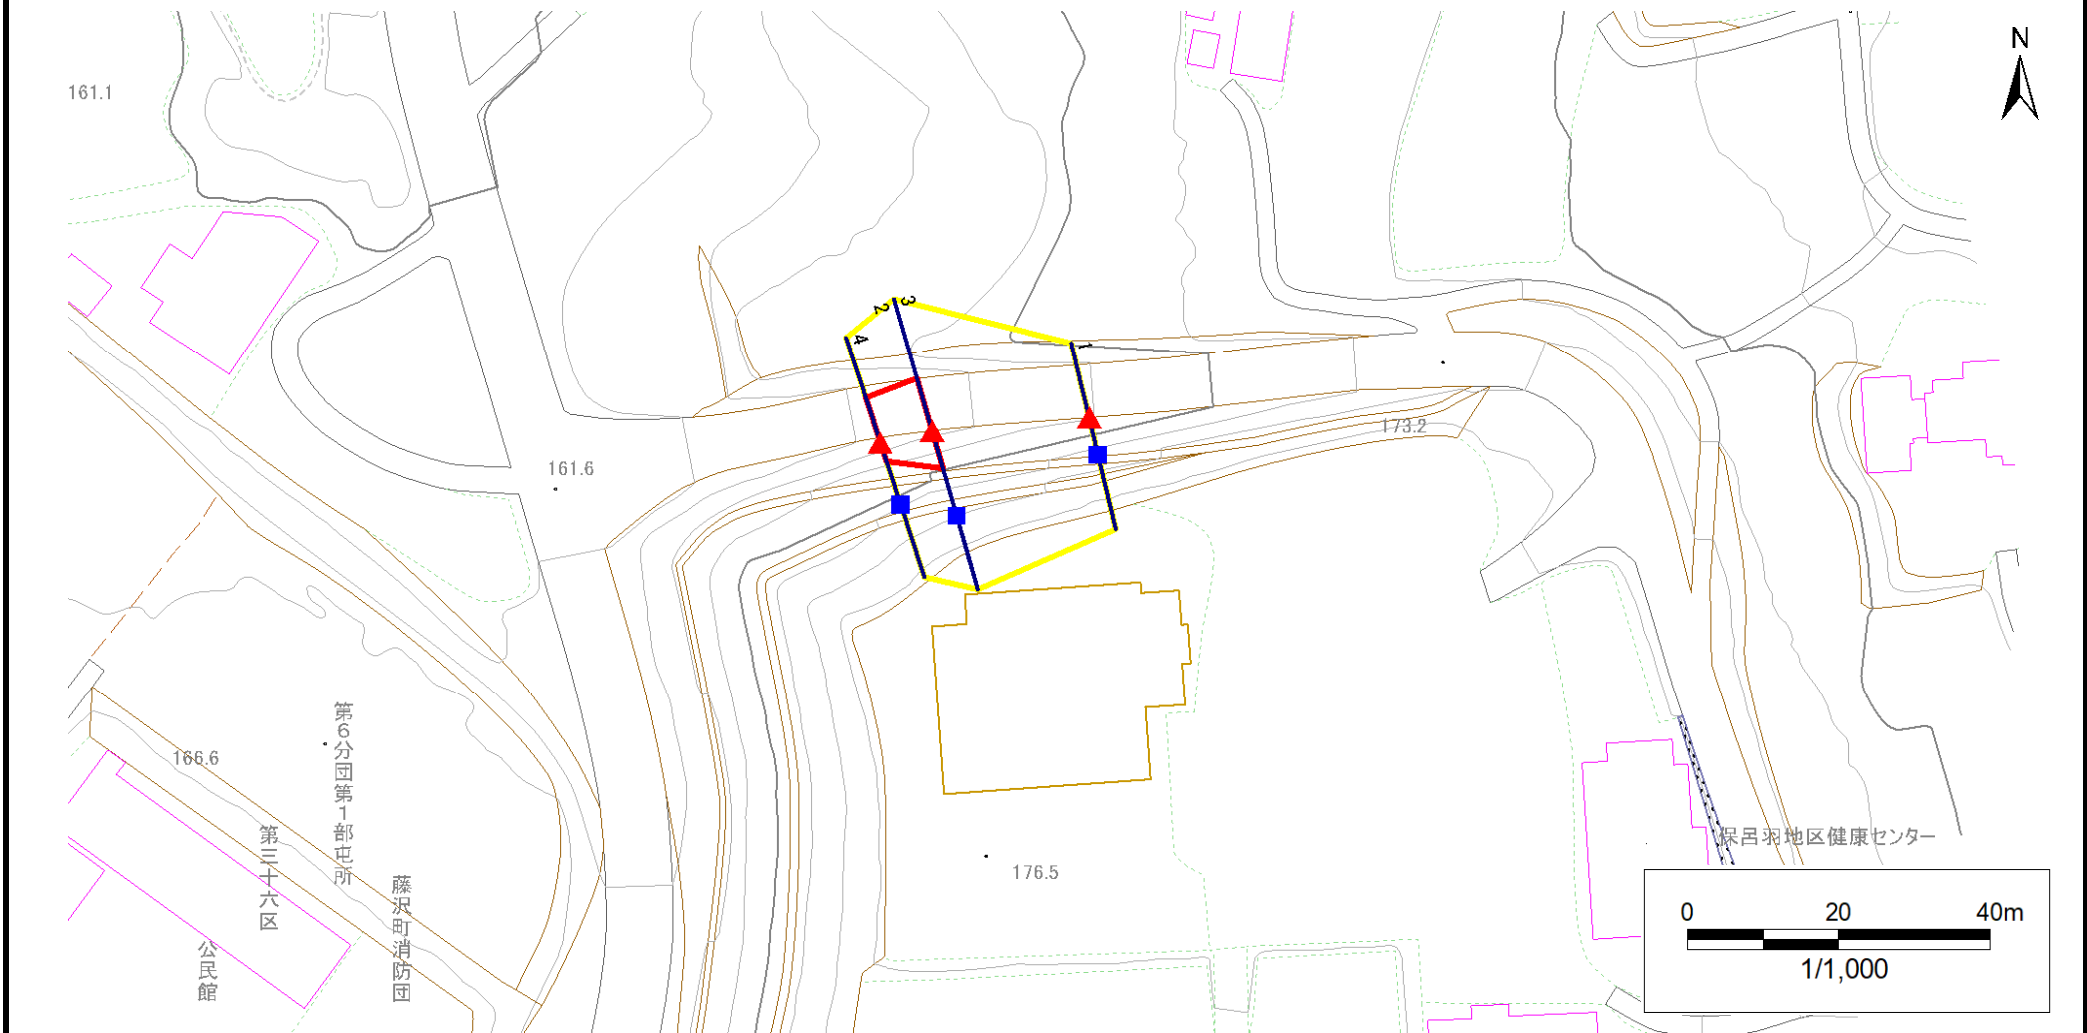 N
161.1
3
2
4
1
173.2
161.6
166.6
第6分団第1部屯所
第三十六区
公民館
藤沢町消防団
176.5
保呂羽地区健康センター
0 20 40m
1/1,000